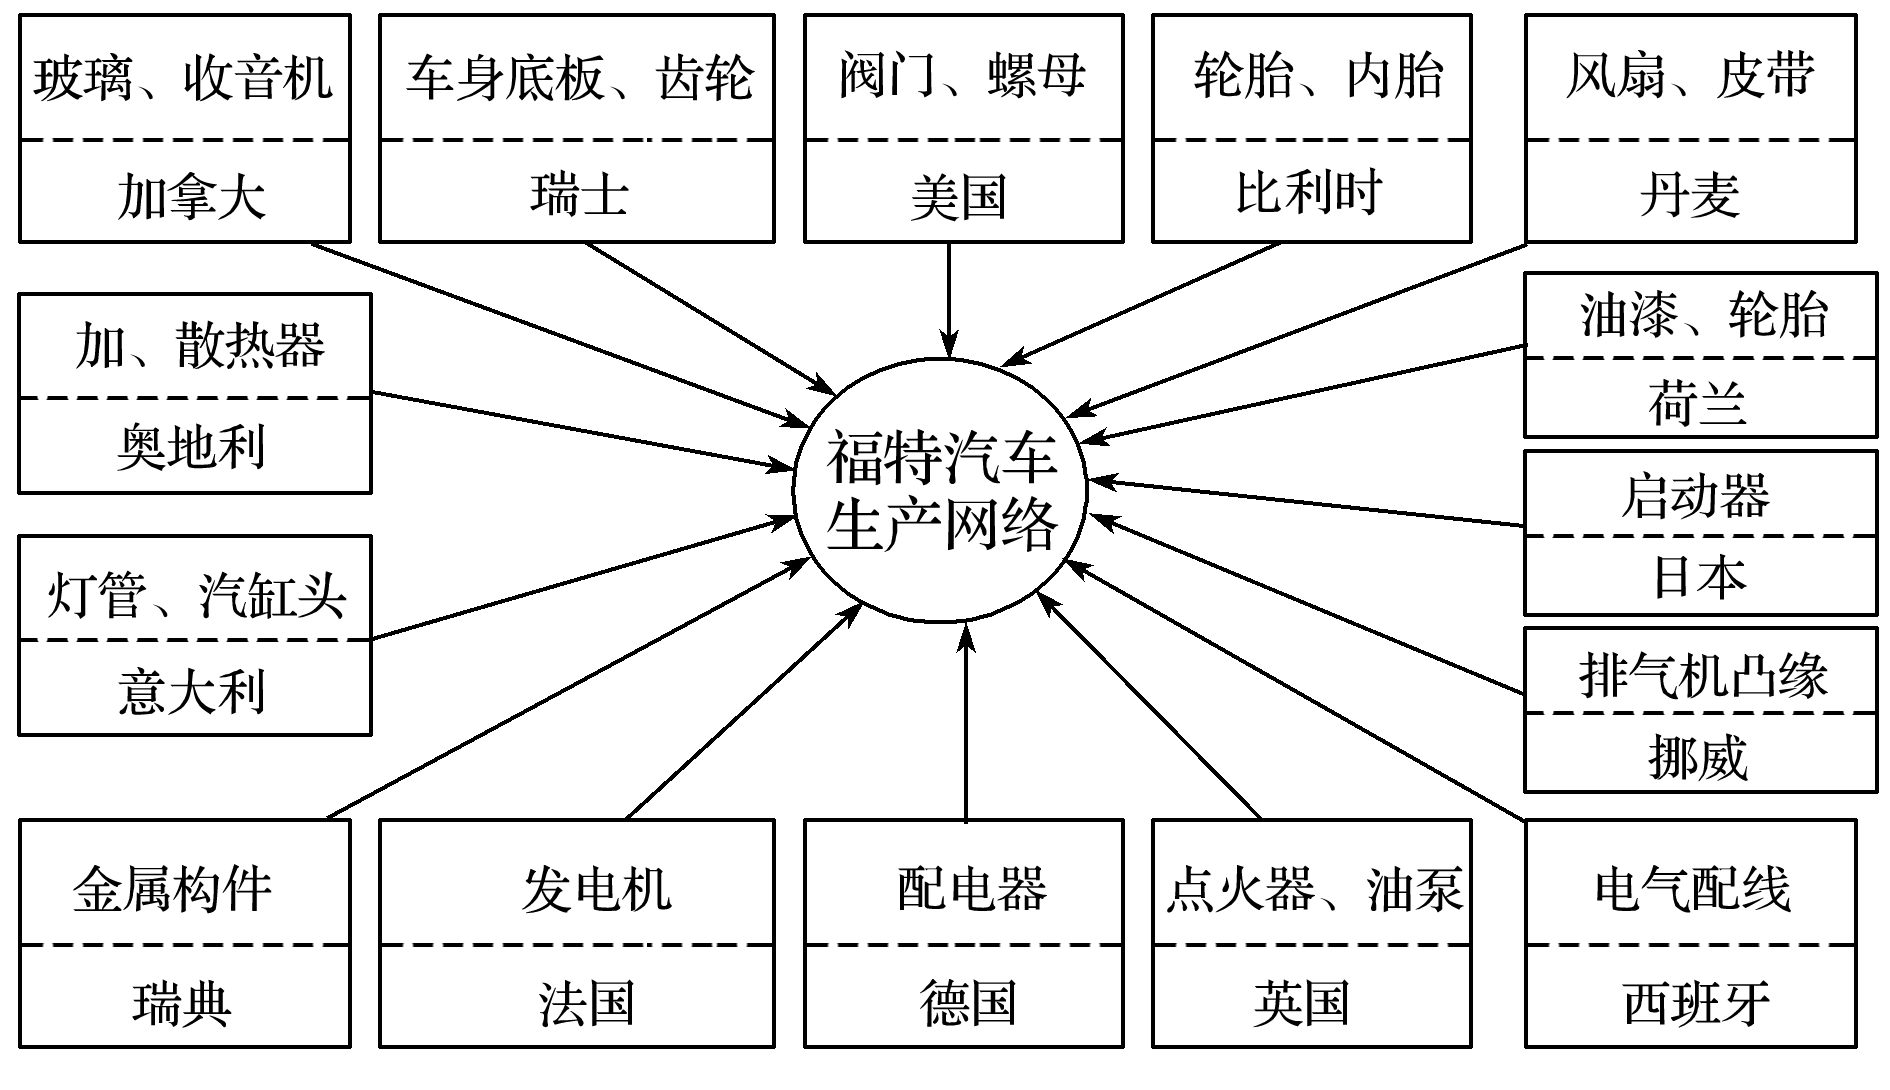 玻璃、收音机
加拿大
车身底板、齿轮
瑞士
阀门、螺母
美国
轮胎、内胎
比利时
风扇、皮带
丹麦
加、散热器
奥地利
油漆、轮胎
荷兰
福特汽车
生产网络
启动器
日本
灯管、汽缸头
意大利
排气机凸缘
挪威
金属构件
瑞典
发电机
法国
配电器
德国
点火器、油泵
英国
电气配线
西班牙